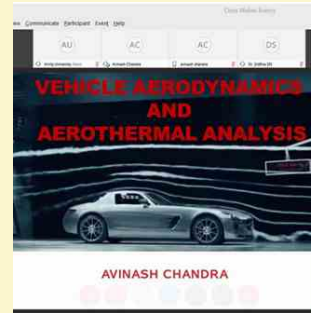 Cisco Webex Events
Communicate Participant Event Help
AU
AC
AC
DS
VEHICLE AERODYNAMICS
AND
AEROTHERMAL ANALYSIS
AVINASH CHANDRA